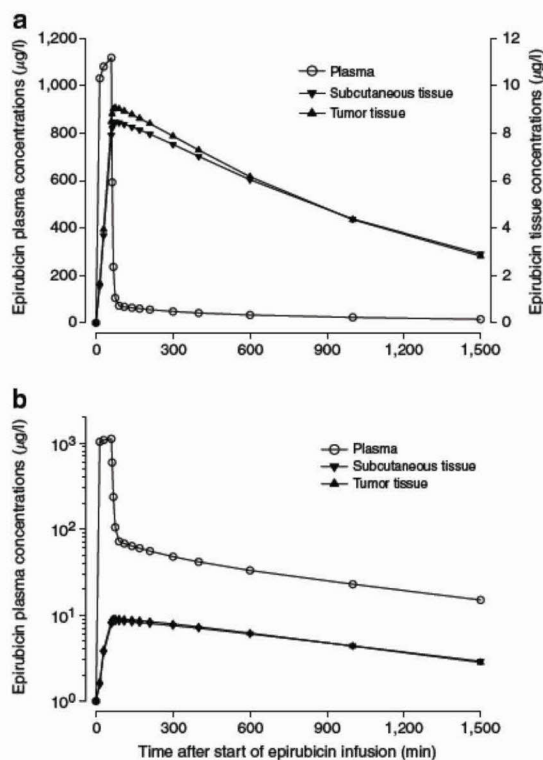 a
1,200
1,000
800
600
400
200
0
Epirubicin plasma concentrations (µg/l)
Plasma
Subcutaneous tissue
Tumor tissue
12
10
8
6
4
2
0
Epirubicin tissue concentrations (µg/l)
0
300
600
900
1,200
1,500
b
10³
10²
10¹
10⁰
Epirubicin plasma concentrations (µg/l)
Plasma
Subcutaneous tissue
Tumor tissue
0
300
600
900
1,200
1,500
Time after start of epirubicin infusion (min)